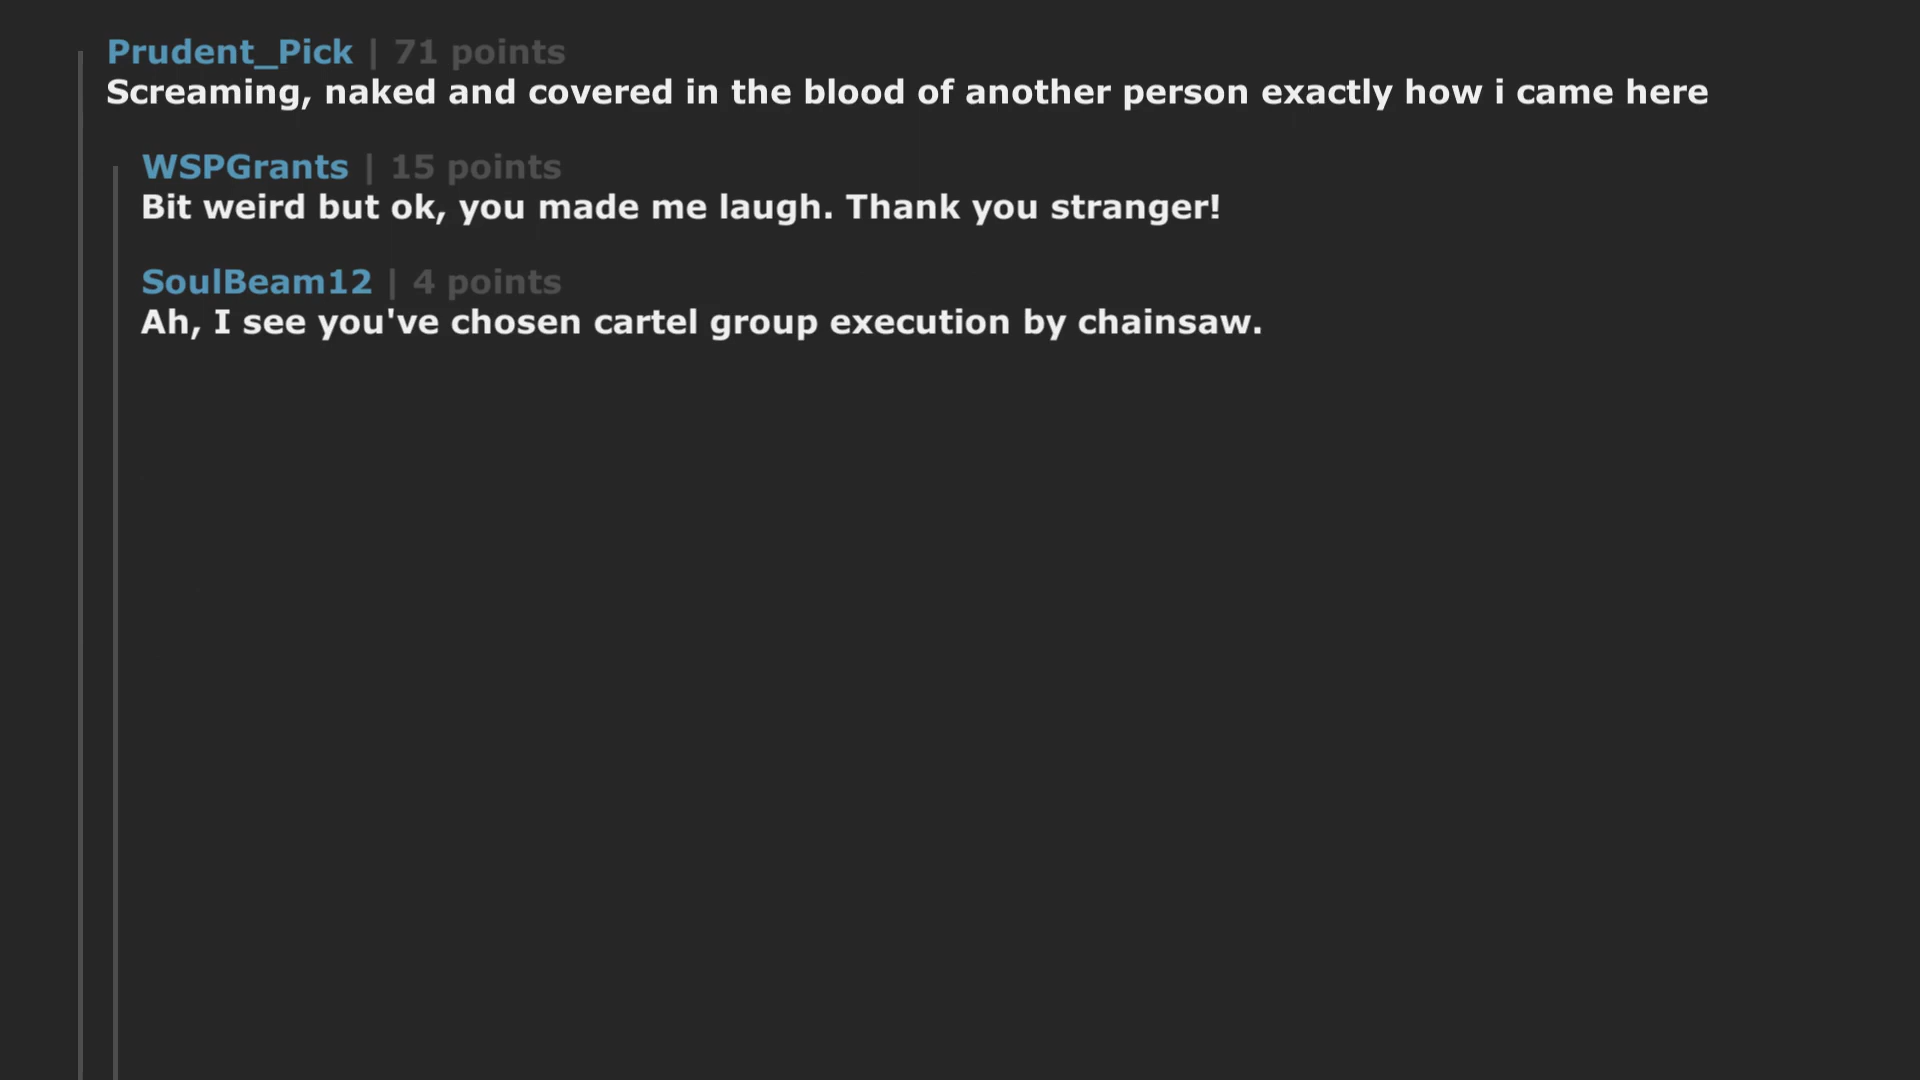 Prudent_Pick | 71 points
Screaming, naked and covered in the blood of another person exactly how i came here
WSPGrants | 15 points
Bit weird but ok, you made me laugh. Thank you stranger!
SoulBeam12 | 4 points
Ah, I see you've chosen cartel group execution by chainsaw.